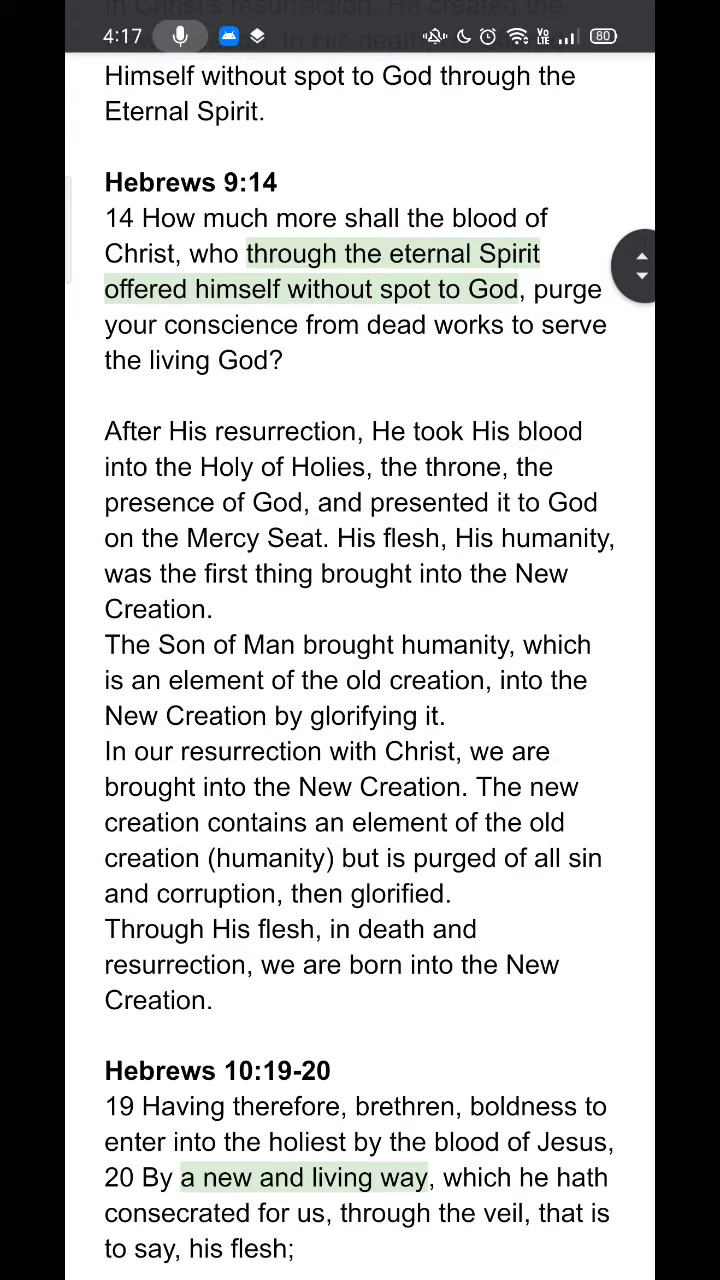 4:17
Vo LTE
80
Himself without spot to God through the
Eternal Spirit.
Hebrews 9:14
14 How much more shall the blood of
Christ, who through the eternal Spirit
offered himself without spot to God, purge
your conscience from dead works to serve
the living God?
After His resurrection, He took His blood
into the Holy of Holies, the throne, the
presence of God, and presented it to God
on the Mercy Seat. His flesh, His humanity,
was the first thing brought into the New
Creation.
The Son of Man brought humanity, which
is an element of the old creation, into the
New Creation by glorifying it.
In our resurrection with Christ, we are
brought into the New Creation. The new
creation contains an element of the old
creation (humanity) but is purged of all sin
and corruption, then glorified.
Through His flesh, in death and
resurrection, we are born into the New
Creation.
Hebrews 10:19-20
19 Having therefore, brethren, boldness to
enter into the holiest by the blood of Jesus,
20 By a new and living way, which he hath
consecrated for us, through the veil, that is
to say, his flesh;